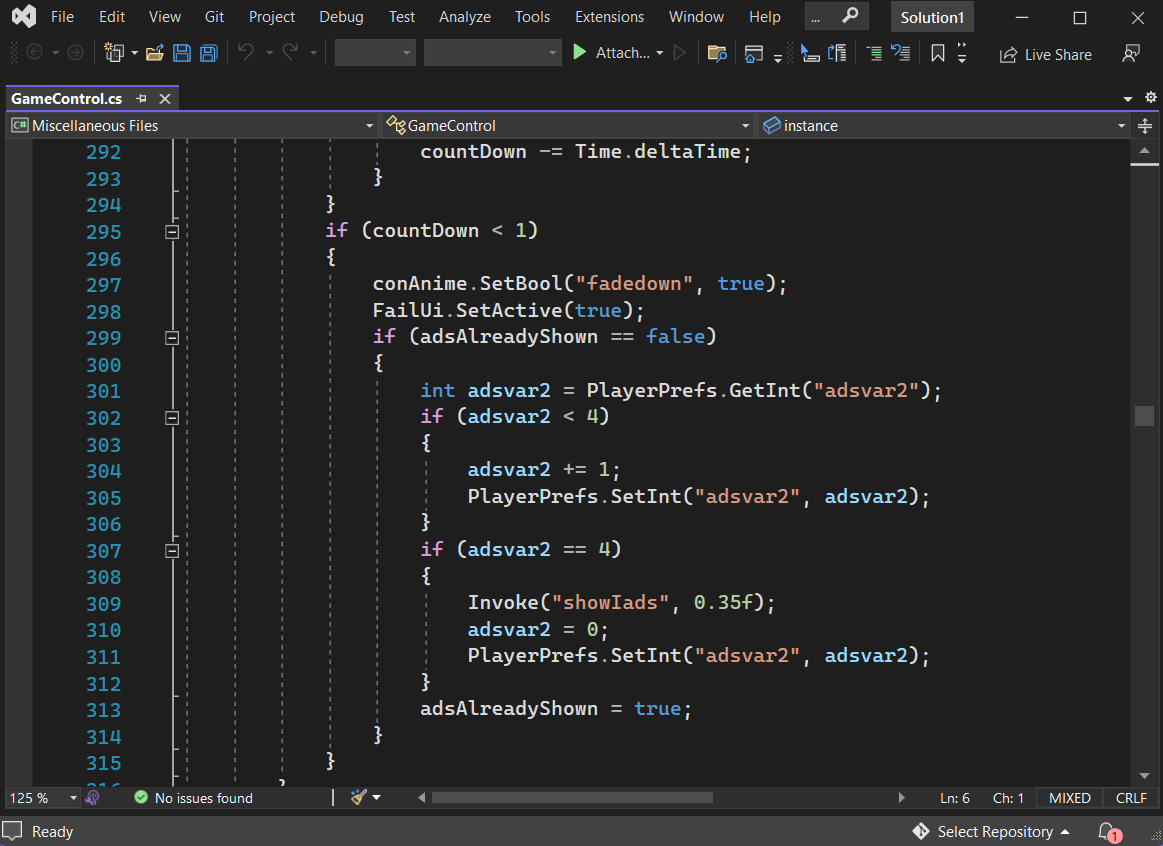 File Edit View Git Project Debug Test Analyze Tools Extensions Window Help ... Solution1
Attach... Live Share
GameControl.cs
C# Miscellaneous Files GameControl instance
292 countDown -= Time.deltaTime;
293 }
294 }
295 if (countDown < 1)
296 {
297 conAnime.SetBool("fadedown", true);
298 FailUi.SetActive(true);
299 if (adsAlreadyShown == false)
300 {
301 int adsvar2 = PlayerPrefs.GetInt("adsvar2");
302 if (adsvar2 < 4)
303 {
304 adsvar2 += 1;
305 PlayerPrefs.SetInt("adsvar2", adsvar2);
306 }
307 if (adsvar2 == 4)
308 {
309 Invoke("showIads", 0.35f);
310 adsvar2 = 0;
311 PlayerPrefs.SetInt("adsvar2", adsvar2);
312 }
313 adsAlreadyShown = true;
314 }
315 }
125 % No issues found Ln: 6 Ch: 1 MIXED CRLF
Ready Select Repository 1